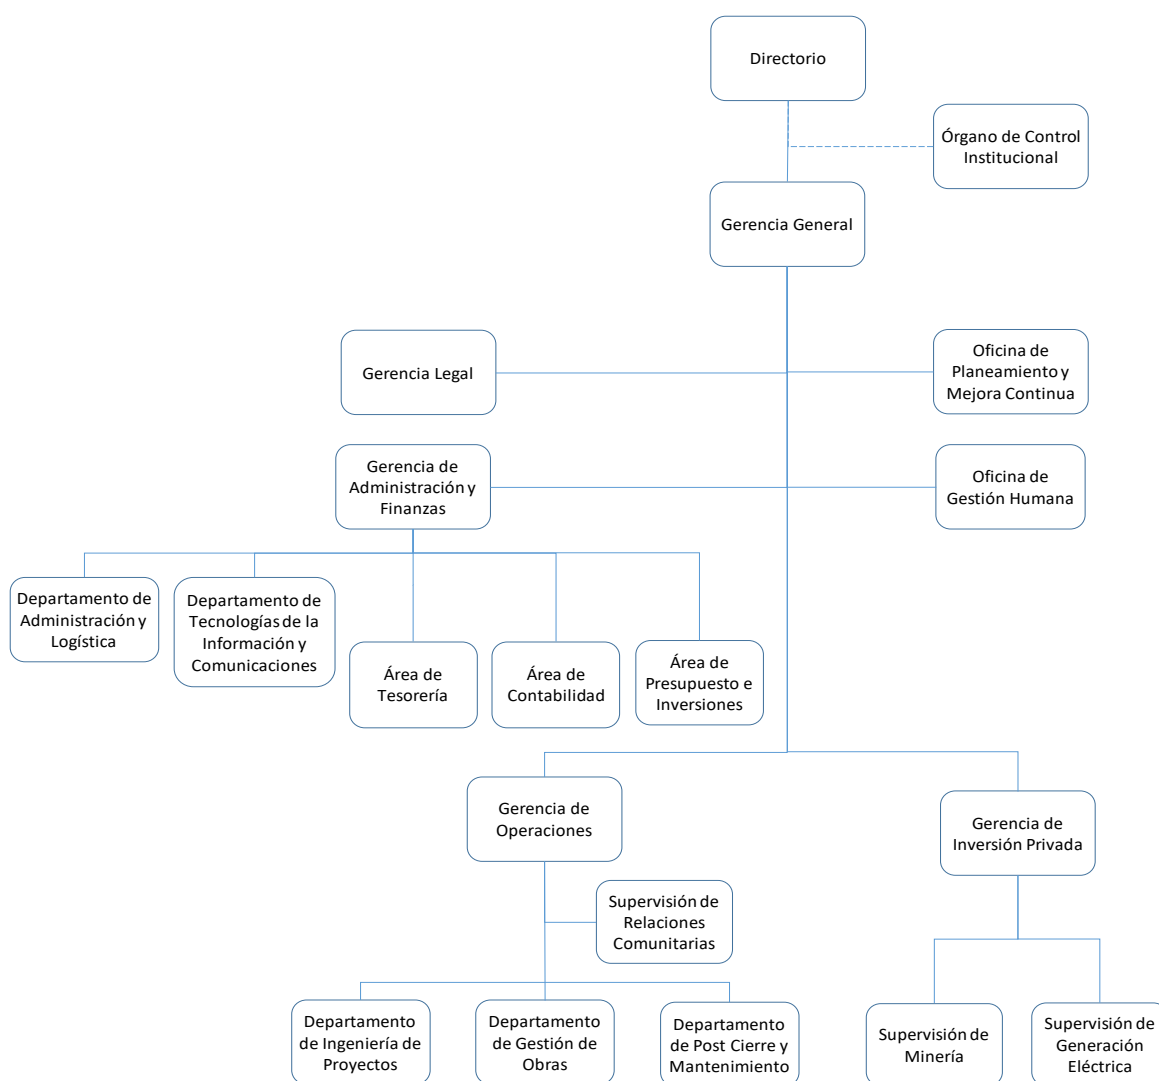 Directorio
Órgano de Control
Institucional
Gerencia General
Gerencia Legal
Oficina de
Planeamiento y
Mejora Continua
Gerencia de
Administración y
Finanzas
Oficina de
Gestión Humana
Departamento de
Administración y
Logística
Departamento de
Tecnologías de la
Información y
Comunicaciones
Área de
Tesorería
Área de
Contabilidad
Área de
Presupuesto e
Inversiones
Gerencia de
Operaciones
Gerencia de
Inversión Privada
Supervisión de
Relaciones
Comunitarias
Departamento
de Ingeniería de
Proyectos
Departamento
de Gestión de
Obras
Departamento
de Post Cierre y
Mantenimiento
Supervisión de
Minería
Supervisión de
Generación
Eléctrica